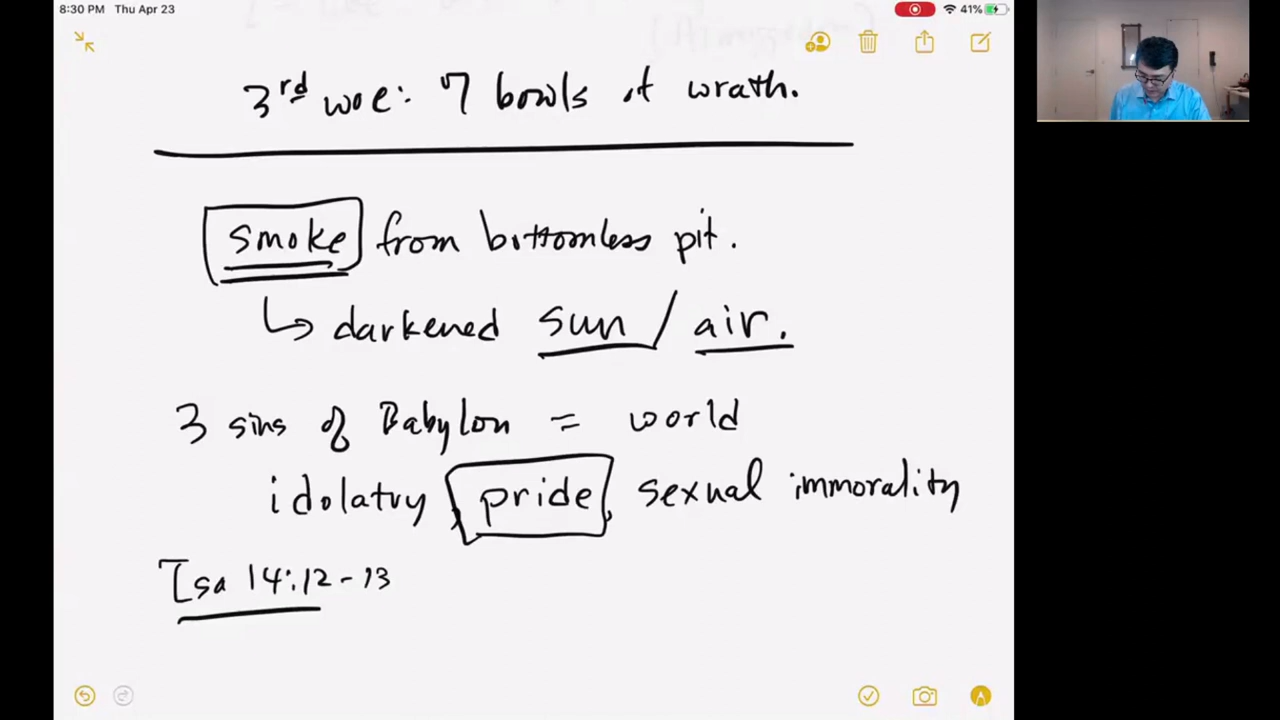 8:30 PM Thu Apr 23
41%
3rd woe: 7 bowls of wrath.
smoke from bottomless pit.
↳ darkened sun / air.
3 sins of Babylon = world
idolatry, pride, sexual immorality
Isa 14:12-13